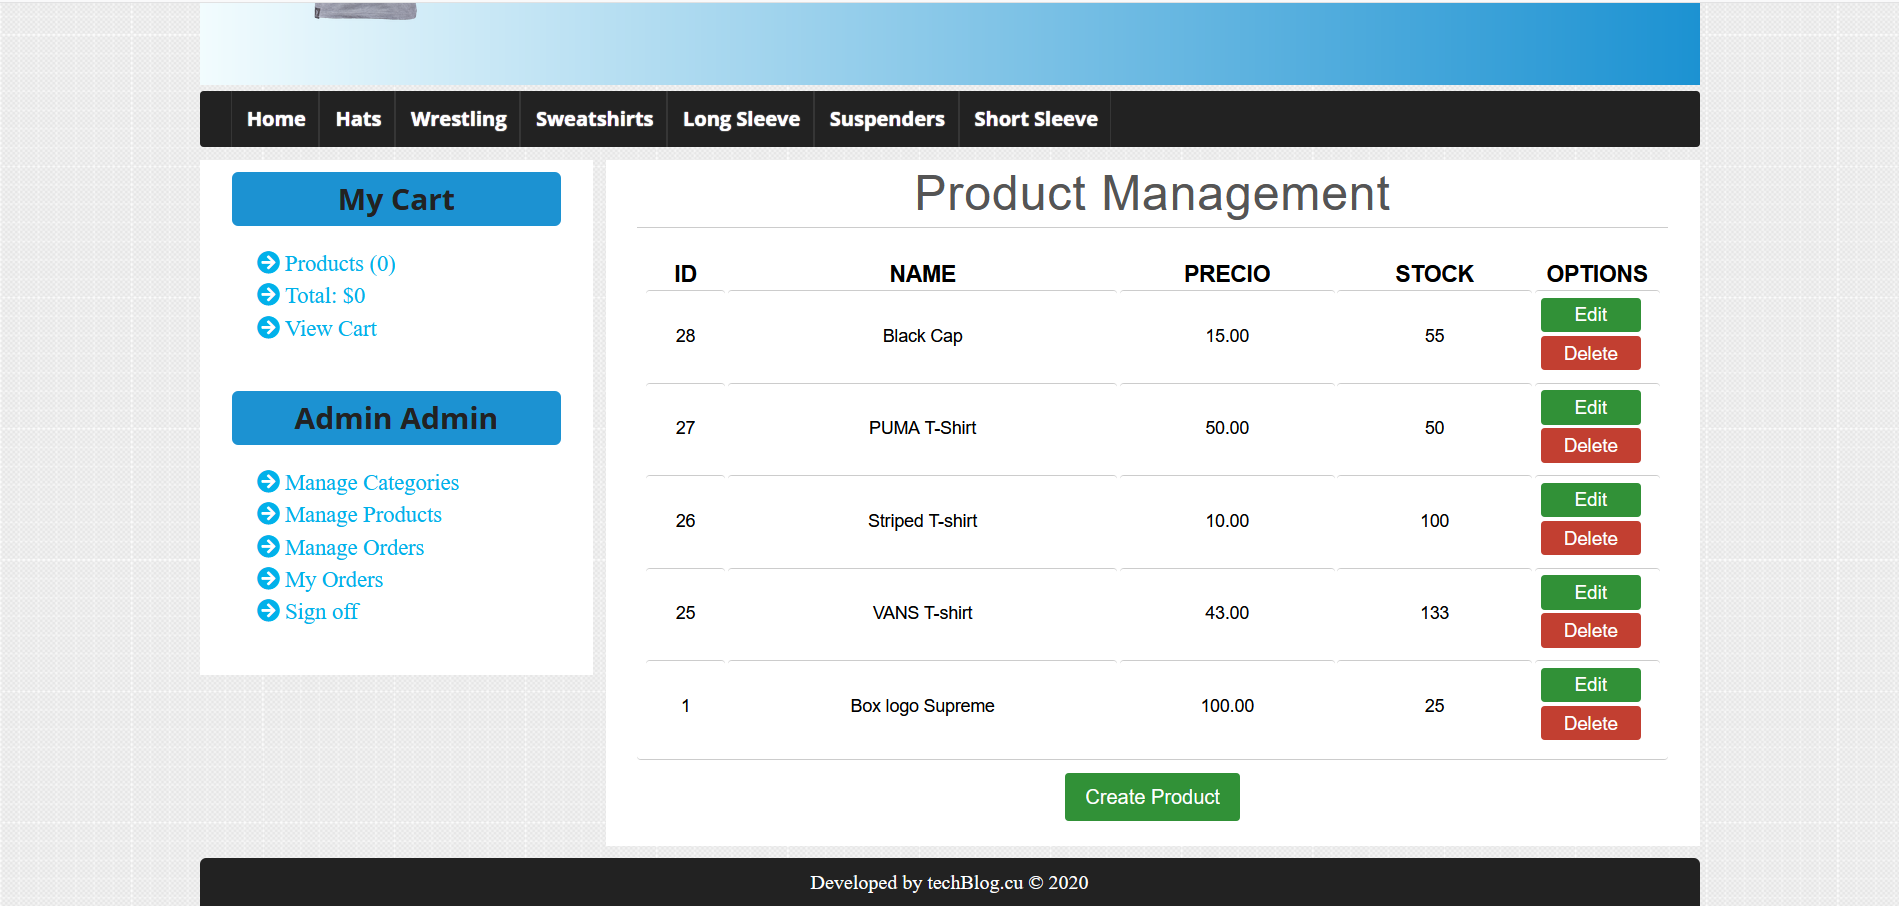 Home Hats Wrestling Sweatshirts Long Sleeve Suspenders Short Sleeve
My Cart
Products (0)
Total: $0
View Cart
Admin Admin
Manage Categories
Manage Products
Manage Orders
My Orders
Sign off
Product Management
ID NAME PRECIO STOCK OPTIONS
28 Black Cap 15.00 55 Edit
Delete
27 PUMA T-Shirt 50.00 50 Edit
Delete
26 Striped T-shirt 10.00 100 Edit
Delete
25 VANS T-shirt 43.00 133 Edit
Delete
1 Box logo Supreme 100.00 25 Edit
Delete
Create Product
Developed by techBlog.cu © 2020